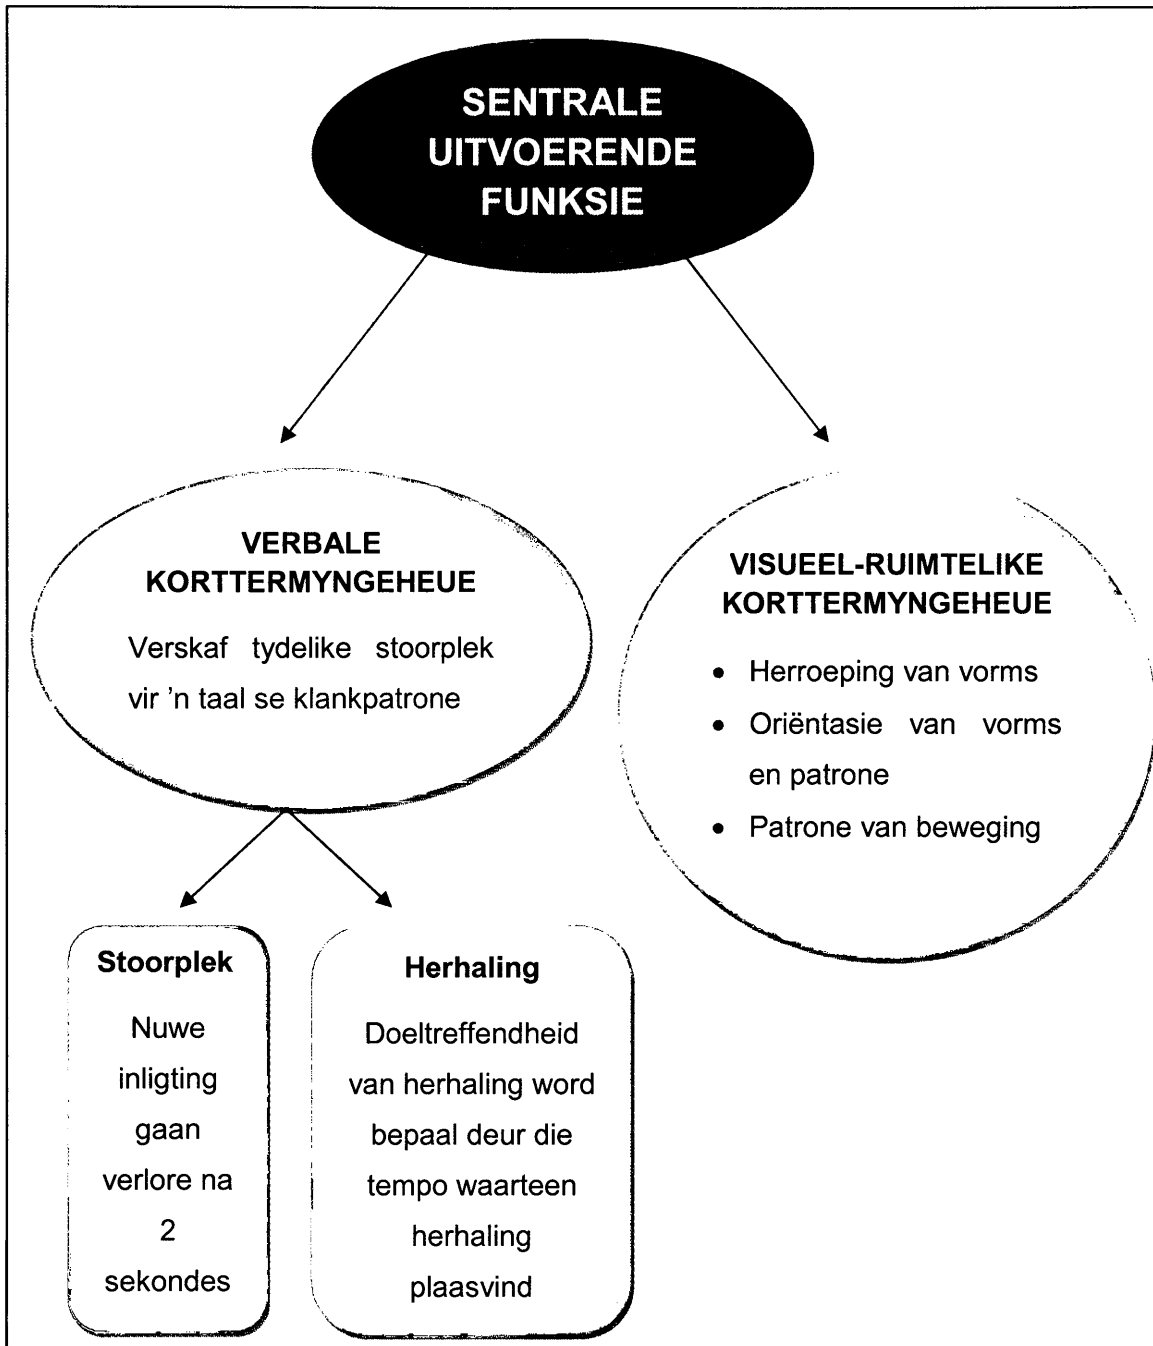 SENTRALE
UITVOERENDE
FUNKSIE
VERBALE
KORTTERMYNGEHEUE
Verskaf tydelike stoorplek
vir 'n taal se klankpatrone
VISUEEL-RUIMTELIKE
KORTTERMYNGEHEUE
• Herroeping van vorms
• Oriëntasie van vorms
en patrone
• Patrone van beweging
Stoorplek
Nuwe
inligting
gaan
verlore na
2
sekondes
Herhaling
Doeltreffendheid
van herhaling word
bepaal deur die
tempo waarteen
herhaling
plaasvind